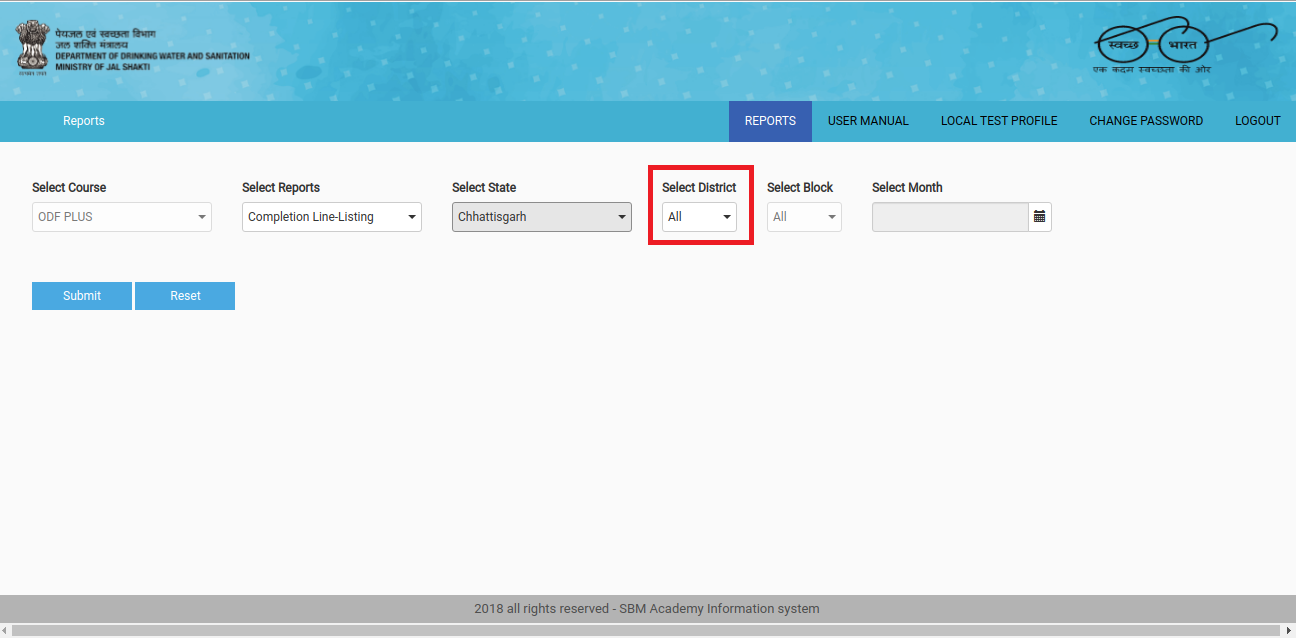 पेयजल एवं स्वच्छता विभाग
जल शक्ति मंत्रालय
DEPARTMENT OF DRINKING WATER AND SANITATION
MINISTRY OF JAL SHAKTI
सत्यमेव जयते
स्वच्छ भारत
एक कदम स्वच्छता की ओर
Reports
REPORTS USER MANUAL LOCAL TEST PROFILE CHANGE PASSWORD LOGOUT
Select Course Select Reports Select State Select District Select Block Select Month
ODF PLUS Completion Line-Listing Chhattisgarh All All
Submit Reset
2018 all rights reserved - SBM Academy Information system